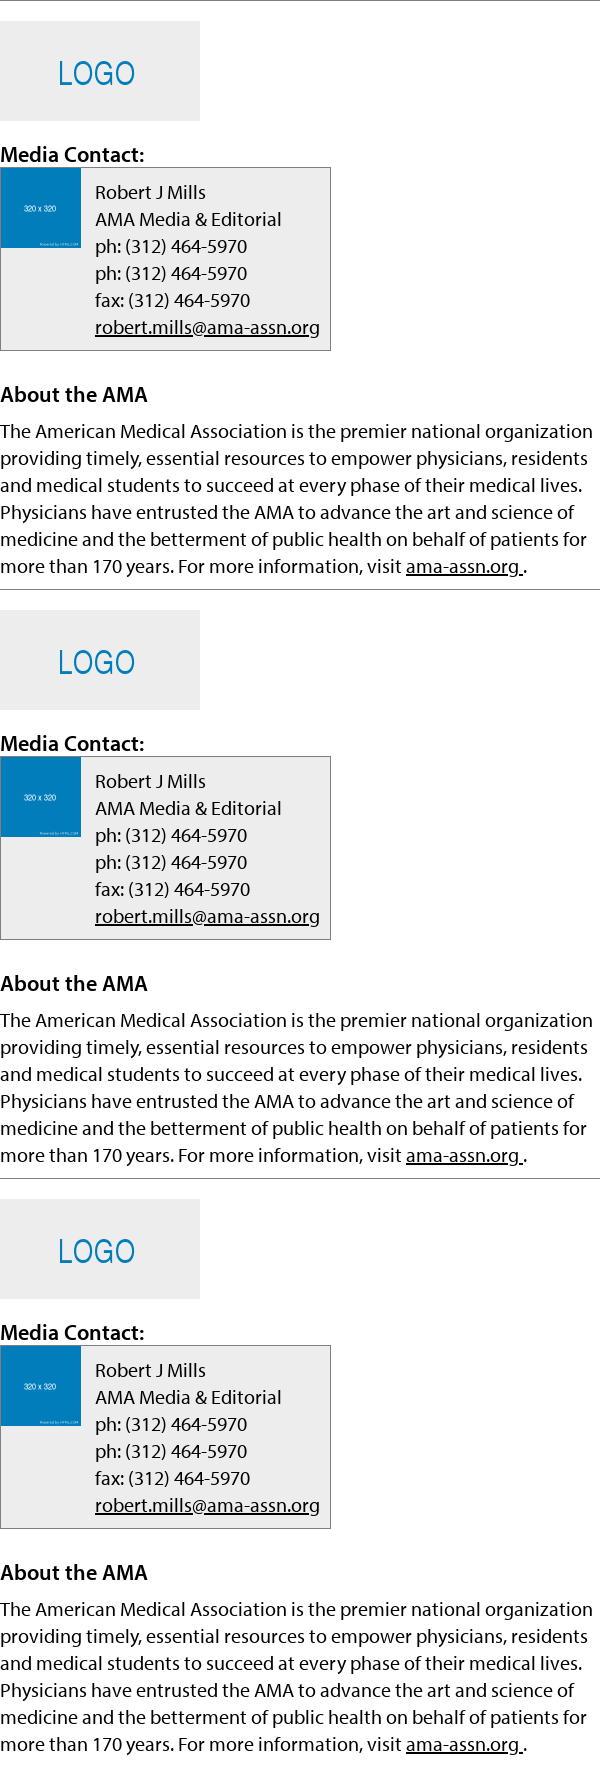 LOGO
Media Contact:
320 x 320
Powered by HTML.COM
Robert J Mills
AMA Media & Editorial
ph: (312) 464-5970
ph: (312) 464-5970
fax: (312) 464-5970
robert.mills@ama-assn.org
About the AMA
The American Medical Association is the premier national organization
providing timely, essential resources to empower physicians, residents
and medical students to succeed at every phase of their medical lives.
Physicians have entrusted the AMA to advance the art and science of
medicine and the betterment of public health on behalf of patients for
more than 170 years. For more information, visit ama-assn.org .
LOGO
Media Contact:
320 x 320
Powered by HTML.COM
Robert J Mills
AMA Media & Editorial
ph: (312) 464-5970
ph: (312) 464-5970
fax: (312) 464-5970
robert.mills@ama-assn.org
About the AMA
The American Medical Association is the premier national organization
providing timely, essential resources to empower physicians, residents
and medical students to succeed at every phase of their medical lives.
Physicians have entrusted the AMA to advance the art and science of
medicine and the betterment of public health on behalf of patients for
more than 170 years. For more information, visit ama-assn.org .
LOGO
Media Contact:
320 x 320
Powered by HTML.COM
Robert J Mills
AMA Media & Editorial
ph: (312) 464-5970
ph: (312) 464-5970
fax: (312) 464-5970
robert.mills@ama-assn.org
About the AMA
The American Medical Association is the premier national organization
providing timely, essential resources to empower physicians, residents
and medical students to succeed at every phase of their medical lives.
Physicians have entrusted the AMA to advance the art and science of
medicine and the betterment of public health on behalf of patients for
more than 170 years. For more information, visit ama-assn.org .